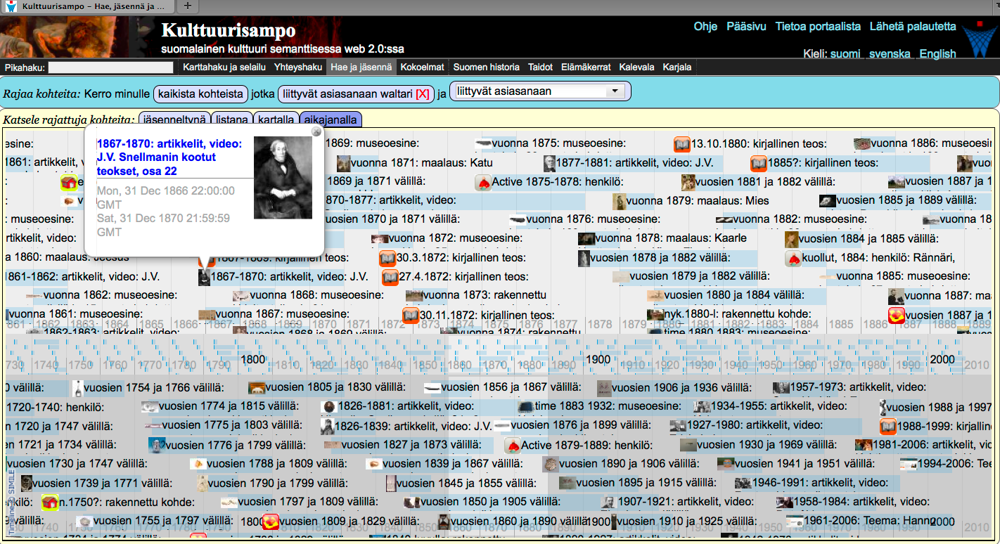 Kulttuurisampo – Hae, jäsennä ja ...
Kulttuurisampo
suomalainen kulttuuri semanttisessa web 2.0:ssa
Ohje Pääsivu Tietoa portaalista Lähetä palautetta
Kieli: suomi svenska English
Pikahaku:
Karttahaku ja selailu Yhteyshaku Hae ja jäsennä Kokoelmat Suomen historia Taidot Elämäkerrat Kalevala Karjala
Rajaa kohteita: Kerro minulle kaikista kohteista jotka liittyvät asiasanaan waltari [X] ja liittyvät asiasanaan
Katsele rajattuja kohteita: jäsenneltynä listana kartalla aikajanalla
1867-1870: artikkelit, video:
J.V. Snellmanin kootut
teokset, osa 22
Mon, 31 Dec 1866 22:00:00
GMT
Sat, 31 Dec 1870 21:59:59
GMT
esine: 1869: museoesine: vuonna 1875: museoesine: 13.10.1880: kirjallinen teos: vuonna 1886: museoesine:
1861: artikkelit, vuonna 1871: maalaus: Katu 1877-1881: artikkelit, video: J.V. 1885?: kirjallinen teos:
1869 ja 1871 välillä: Active 1875-1878: henkilö: vuosien 1881 ja 1882 välillä: vuosien 1887 ja
870-1877: artikkelit, video: vuonna 1879: maalaus: Mies vuosien 1885 ja 1889 välillä:
: museoesine: vuosien 1870 ja 1871 välillä: vuonna 1876: museoesine: vuonna 1882: museoesine:
artikkelit, video: vuonna 1872: museoesine: vuonna 1878: maalaus: Kaarle vuosien 1884 ja 1885 välillä:
a 1860: maalaus: 30.3.1872: kirjallinen teos: vuosien 1878 ja 1882 välillä: kuollut, 1884: henkilö: Rännäri,
1861-1862: artikkelit, video: J.V. 1867-1870: artikkelit, video: J.V. 27.4.1872: kirjallinen teos: vuosien 1879 ja 1882 välillä: vuonna 1885: museoesine:
vuonna 1862: museoesine: vuonna 1868: museoesine: vuonna 1873: rakennettu vuosien 1880 ja 1884 välillä: vuonna 1887:
vuonna 1861: museoesine: vuonna 1867: museoesine: 30.11.1872: kirjallinen teos: nyk.1880-l: rakennettu kohde: vuosien 1887 ja 1
861 1862 1863 1864 1865 1866 1867 1868 1869 1870 1871 1872 1873 1874 1875 1876 1877 1878 1879 1880 1881 1882 1883 1884 1885 1886 1887 1888 1889
1862-1863: artikkelit, video: vuonna 1874: rakennettu time 1880 1883: museoesine:
730 1740 1750 1760 1770 1780 1790 1800 1810 1820 1830 1840 1850 1860 1870 1880 1890 1900 1910 1920 1930 1940 1950 1960 1970 1980 1990 2000 2010
0 välillä: vuosien 1754 ja 1766 välillä: vuosien 1805 ja 1830 välillä: vuosien 1856 ja 1867 välillä: vuosien 1906 ja 1936 välillä: 1957-1973: artikkelit, video:
1720-1740: henkilö: vuosien 1774 ja 1815 välillä: 1826-1881: artikkelit, video: time 1883 1932: museoesine: 1934-1955: artikkelit, video: vuosien 1988 ja 1997
n 1720 ja 1747 välillä: vuosien 1775 ja 1803 välillä: 1826-1839: artikkelit, video: J.V. vuosien 1876 ja 1899 välillä: 1927-1980: artikkelit, video: 1988-1999: kirjallin
en 1721 ja 1734 välillä: vuosien 1776 ja 1799 välillä: vuosien 1827 ja 1873 välillä: Active 1879-1889: henkilö: vuosien 1930 ja 1969 välillä: 1981-2006: artikkelit, vid
vuosien 1730 ja 1747 välillä: vuosien 1788 ja 1809 välillä: vuosien 1839 ja 1867 välillä: vuosien 1890 ja 1906 välillä: vuosien 1941 ja 1951 välillä: 1994-2006: Tee
vuosien 1739 ja 1771 välillä: vuosien 1790 ja 1799 välillä: vuosien 1845 ja 1855 välillä: vuosien 1895 ja 1915 välillä: 1946-1991: artikkelit, video:
nkilö: n.1750?: rakennettu kohde: vuosien 1797 ja 1809 välillä: vuosien 1850 ja 1905 välillä: 1907-1921: artikkelit, video: 1958-1984: artikkelit, video:
välillä: vuosien 1755 ja 1797 välillä: 1800 vuosien 1809 ja 1829 välillä: vuosien 1860 ja 1890 välillä: 1900 vuosien 1910 ja 1925 välillä: 1961-2006: Teema: Hannu 2000
Timeline © SIMILE